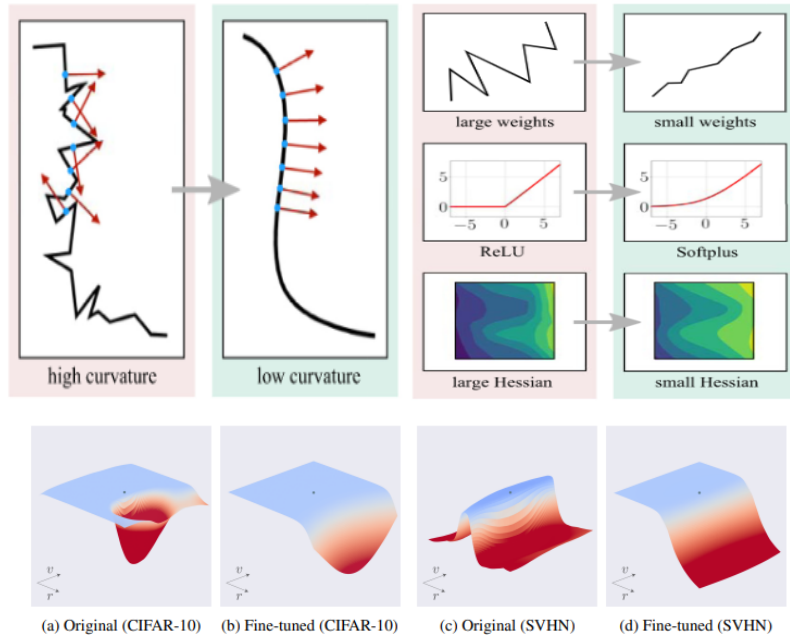 high curvature
low curvature
large weights
small weights
5
0
−5 0 5
ReLU
5
0
−5 0 5
Softplus
large Hessian
small Hessian
v
r
(a) Original (CIFAR-10)
v
r
(b) Fine-tuned (CIFAR-10)
v
r
(c) Original (SVHN)
v
r
(d) Fine-tuned (SVHN)